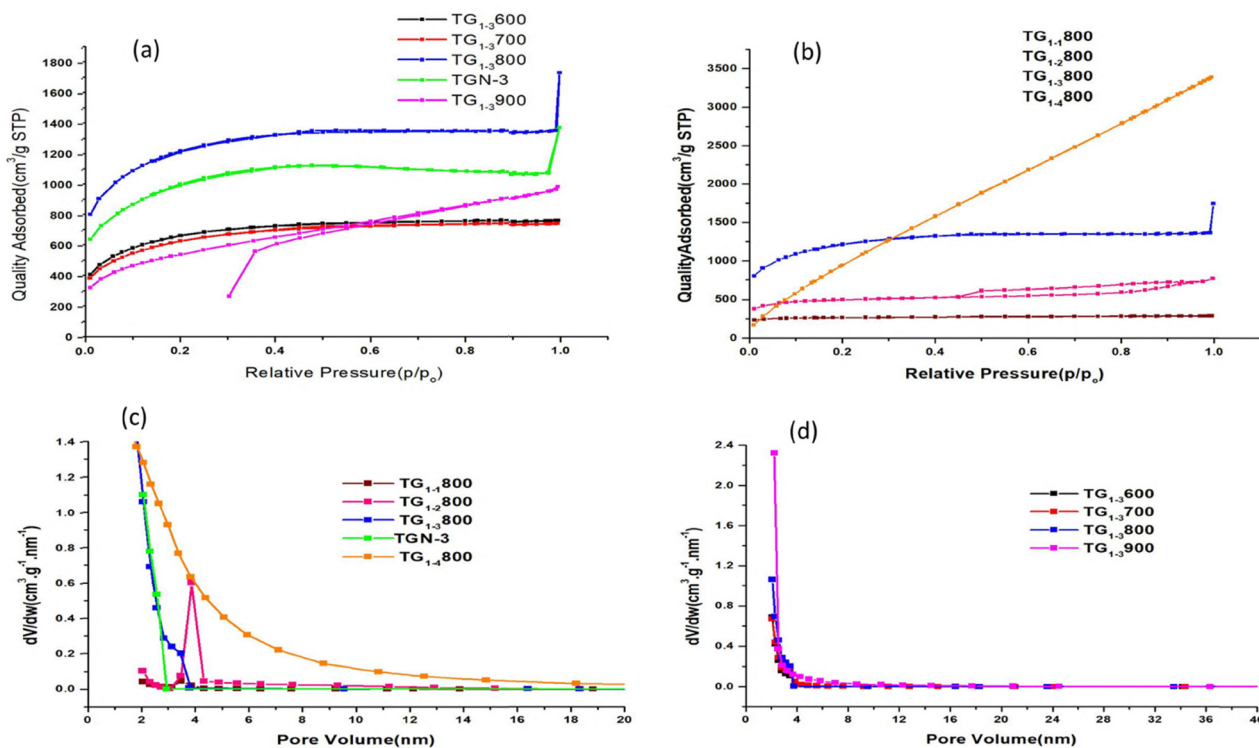 (a)
TG₁₋₃600
TG₁₋₃700
TG₁₋₃800
TGN-3
TG₁₋₃900
Quality Adsorbed(cm³/g STP)
1800
1600
1400
1200
1000
800
600
400
200
0
0.0 0.2 0.4 0.6 0.8 1.0
Relative Pressure(p/pₒ)
(b)
TG₁₋₁800
TG₁₋₂800
TG₁₋₃800
TG₁₋₄800
QualityAdsorbed(cm³/g STP)
3500
3000
2500
2000
1500
1000
500
0
0.0 0.2 0.4 0.6 0.8 1.0
Relative Pressure(p/pₒ)
(c)
TG₁₋₁800
TG₁₋₂800
TG₁₋₃800
TGN-3
TG₁₋₄800
dV/dw(cm³.g⁻¹.nm⁻¹)
1.4
1.2
1.0
0.8
0.6
0.4
0.2
0.0
0 2 4 6 8 10 12 14 16 18 20
Pore Volume(nm)
(d)
TG₁₋₃600
TG₁₋₃700
TG₁₋₃800
TG₁₋₃900
dV/dw(cm³.g⁻¹.nm⁻¹)
2.4
2.0
1.6
1.2
0.8
0.4
0.0
0 4 8 12 16 20 24 28 32 36 40
Pore Volume(nm)